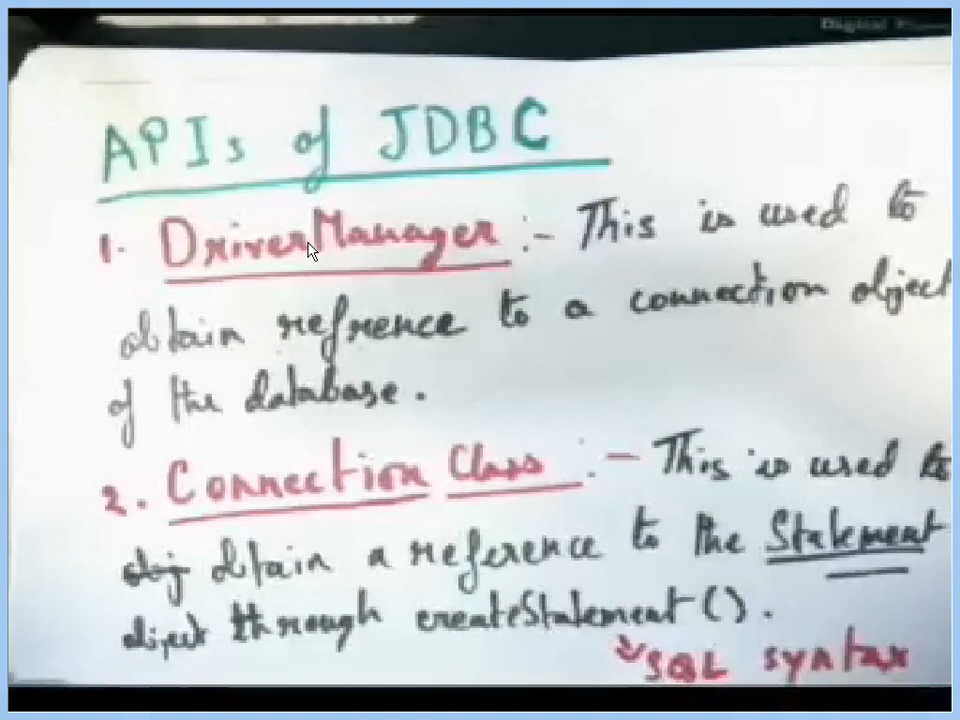 APIs of JDBC
1. DriverManager :- This is used to
obtain refrence to a connection object
of the database.
2. Connection Class :- This is used to
obtain a reference to the Statement
object through createStatement().
SQL syntax